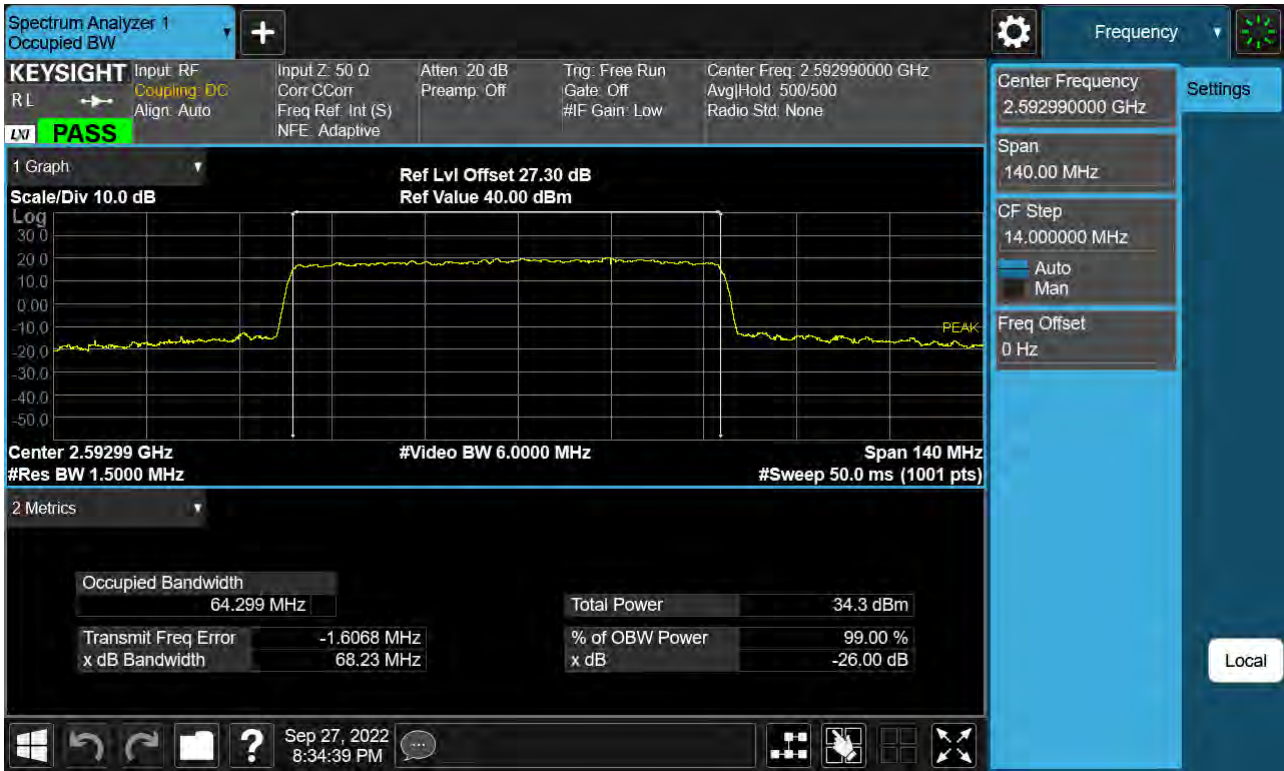 Spectrum Analyzer 1
Occupied BW
+
Frequency
KEYSIGHT
R L
LXI
PASS
Input: RF
Coupling: DC
Align: Auto
Input Z: 50 Ω
Corr CCorr
Freq Ref: Int (S)
NFE: Adaptive
Atten: 20 dB
Preamp: Off
Trig: Free Run
Gate: Off
#IF Gain: Low
Center Freq: 2.592990000 GHz
Avg|Hold: 500/500
Radio Std: None
Center Frequency
2.592990000 GHz
Settings
Span
140.00 MHz
CF Step
14.000000 MHz
Auto
Man
Freq Offset
0 Hz
Local
1 Graph
Scale/Div 10.0 dB
Ref Lvl Offset 27.30 dB
Ref Value 40.00 dBm
Log
30.0
20.0
10.0
0.00
-10.0
-20.0
-30.0
-40.0
-50.0
PEAK
Center 2.59299 GHz
#Video BW 6.0000 MHz
Span 140 MHz
#Res BW 1.5000 MHz
#Sweep 50.0 ms (1001 pts)
2 Metrics
Occupied Bandwidth
64.299 MHz
Total Power 34.3 dBm
Transmit Freq Error -1.6068 MHz
% of OBW Power 99.00 %
x dB Bandwidth 68.23 MHz
x dB -26.00 dB
?
Sep 27, 2022
8:34:39 PM